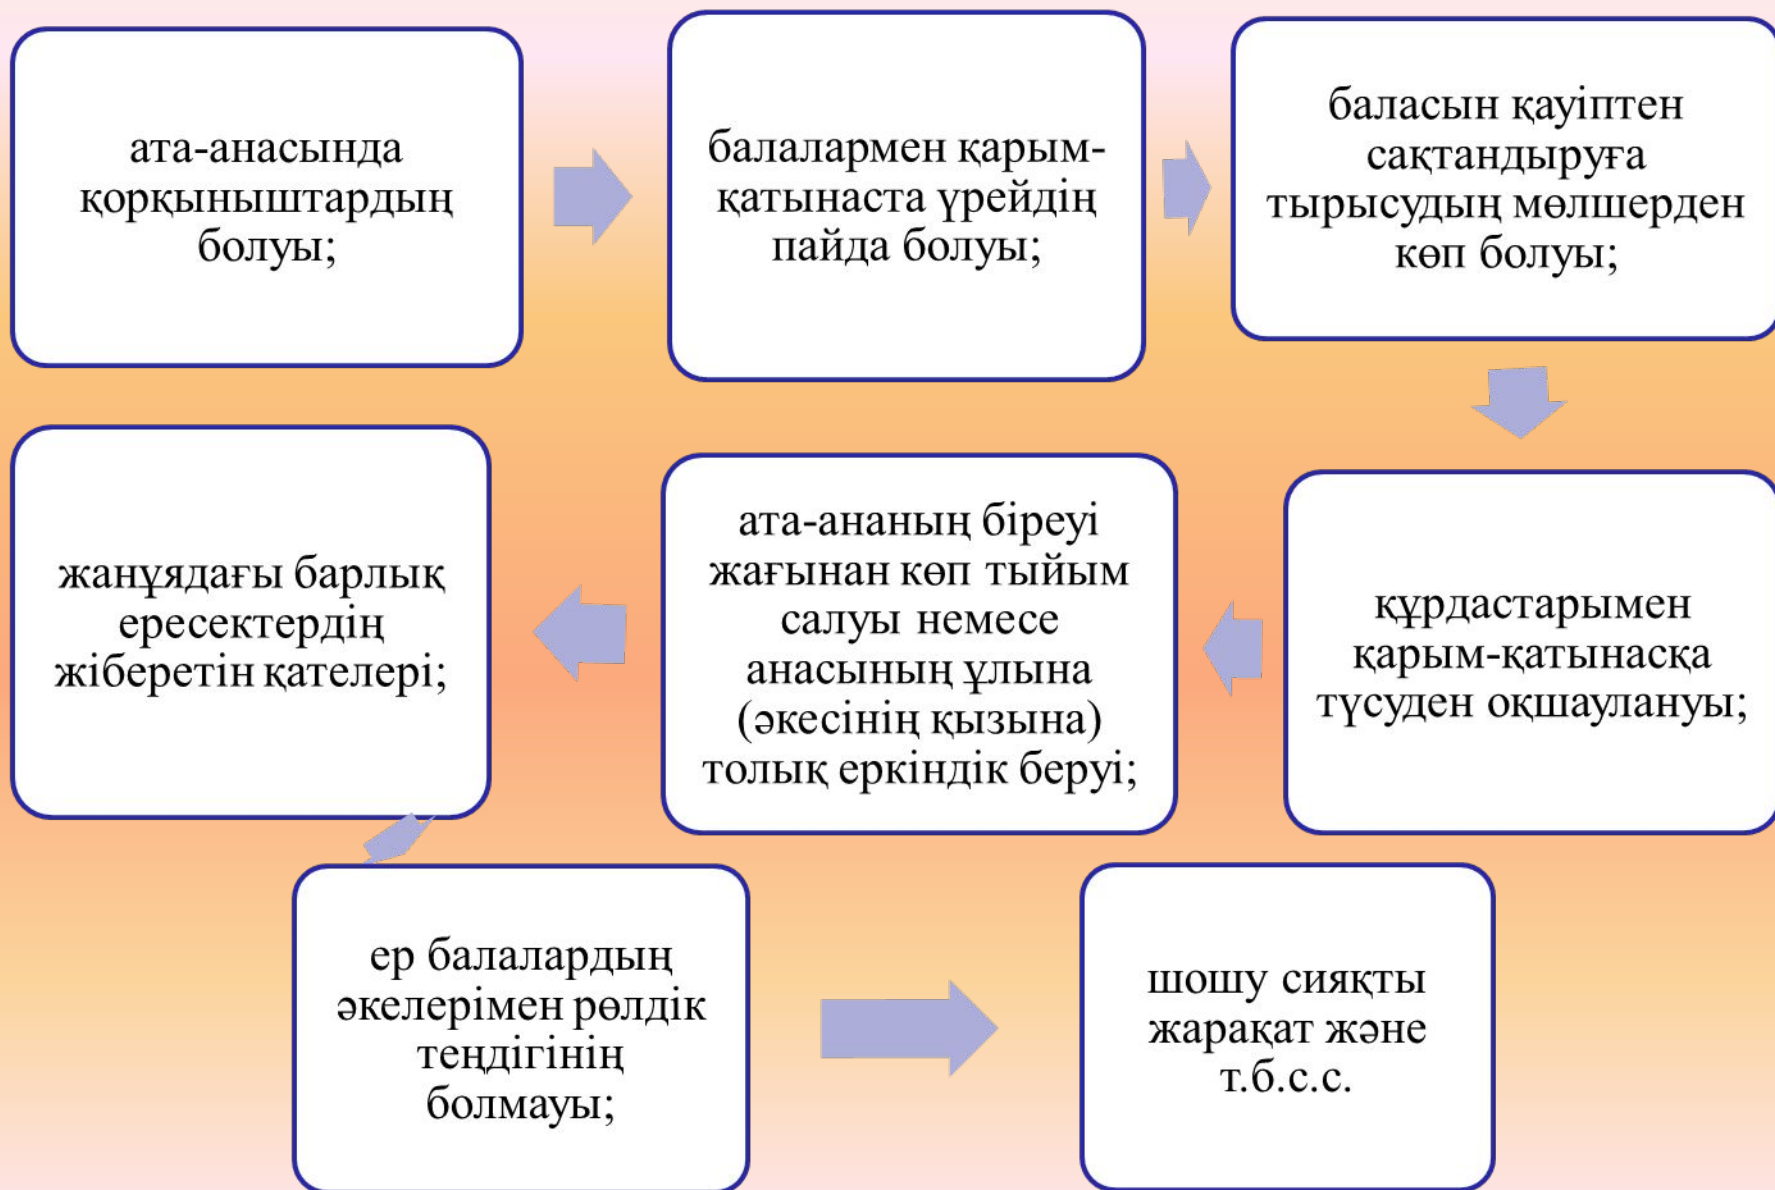 ата-анасында
қорқыныштардың
болуы;
балалармен қарым-
қатынаста үрейдің
пайда болуы;
баласын қауіптен
сақтандыруға
тырысудың мөлшерден
көп болуы;
құрдастарымен
қарым-қатынасқа
түсуден оқшаулануы;
ата-ананың біреуі
жағынан көп тыйым
салуы немесе
анасының ұлына
(әкесінің қызына)
толық еркіндік беруі;
жанұядағы барлық
ересектердің
жіберетін қателері;
ер балалардың
әкелерімен рөлдік
теңдігінің
болмауы;
шошу сияқты
жарақат және
т.б.с.с.